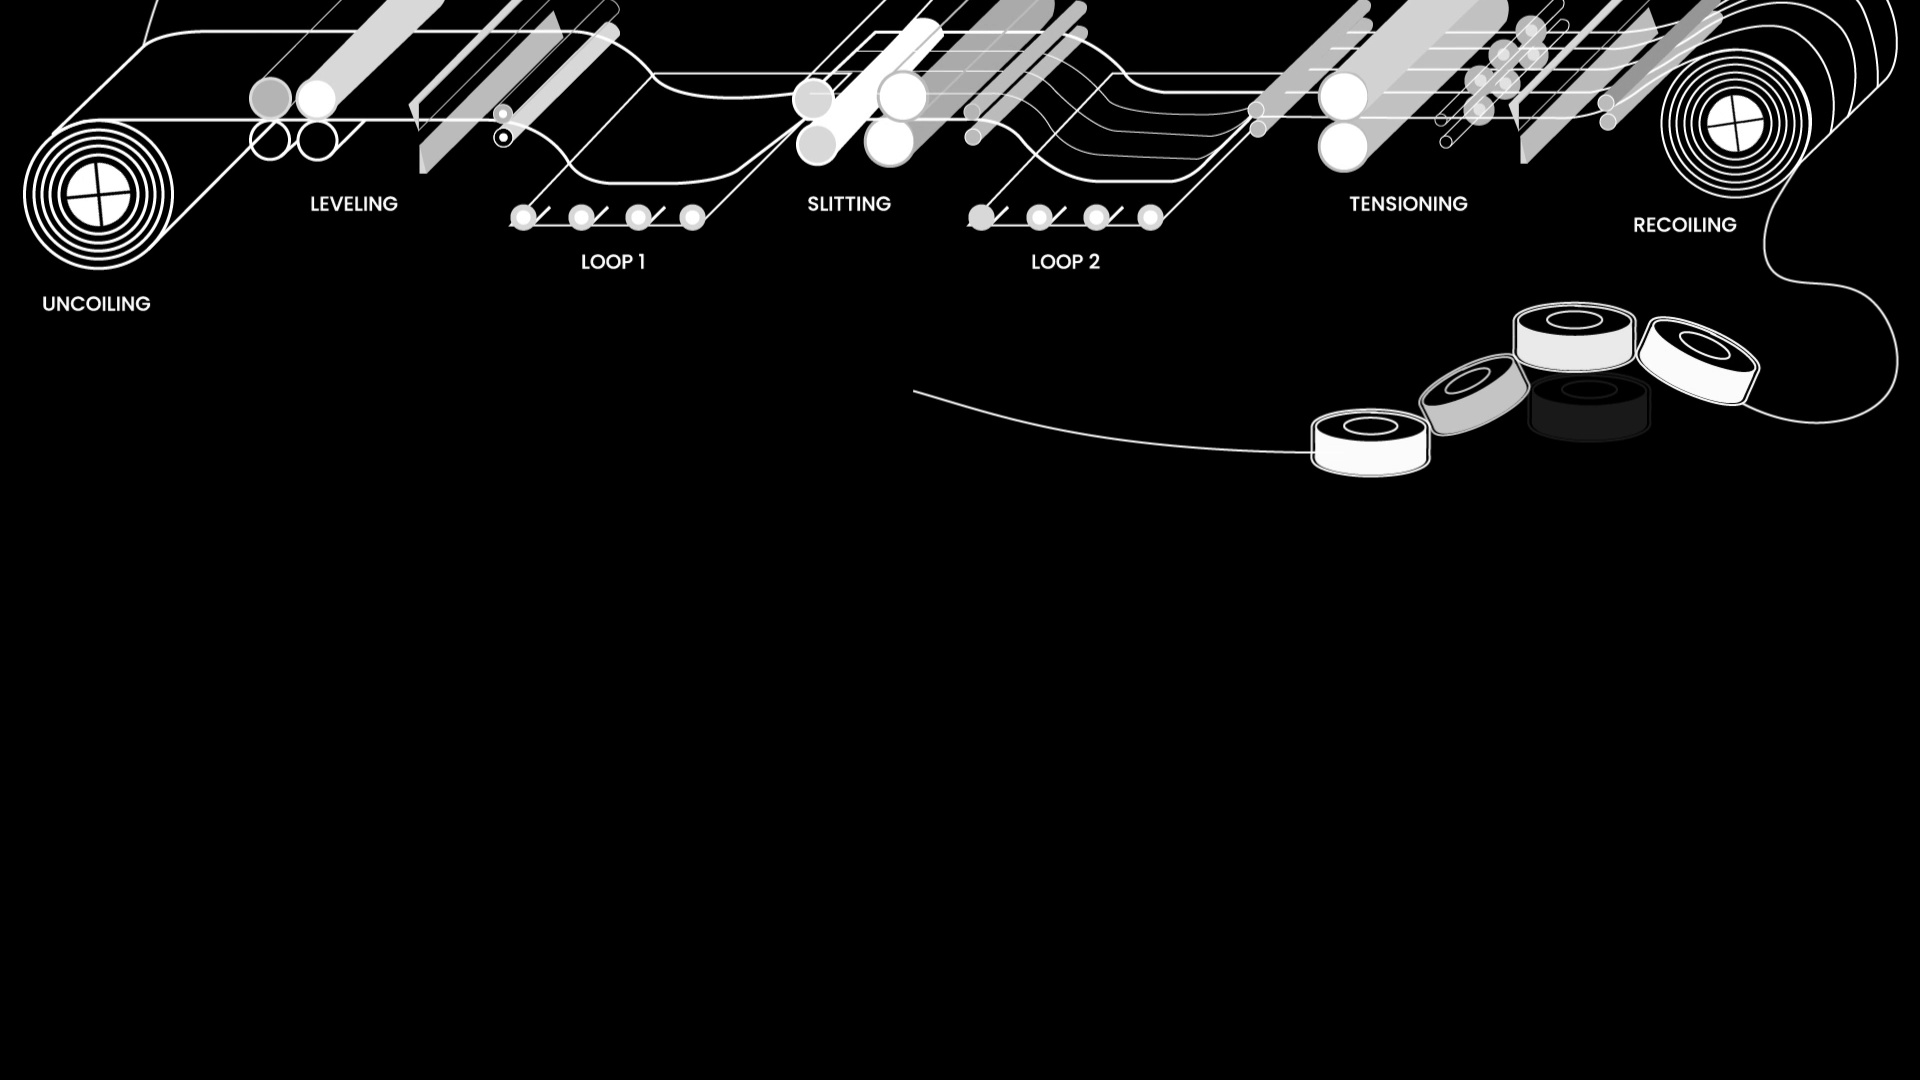 LEVELING
SLITTING
TENSIONING
RECOILING
LOOP 1
LOOP 2
UNCOILING